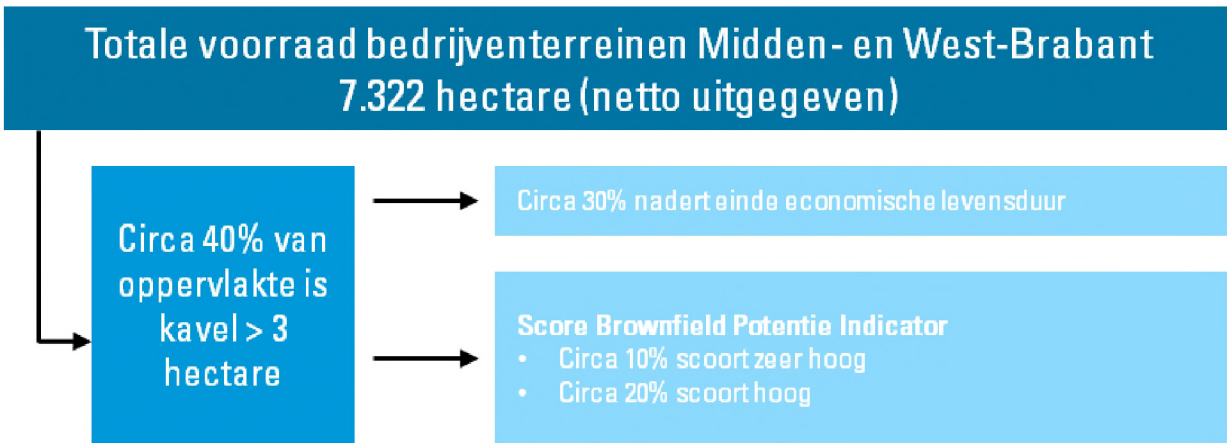 Totale voorraad bedrijventerreinen Midden- en West-Brabant
7.322 hectare (netto uitgegeven)
Circa 40% van
oppervlakte is
kavel > 3
hectare
Circa 30% nadert einde economische levensduur
Score Brownfield Potentie Indicator
• Circa 10% scoort zeer hoog
• Circa 20% scoort hoog